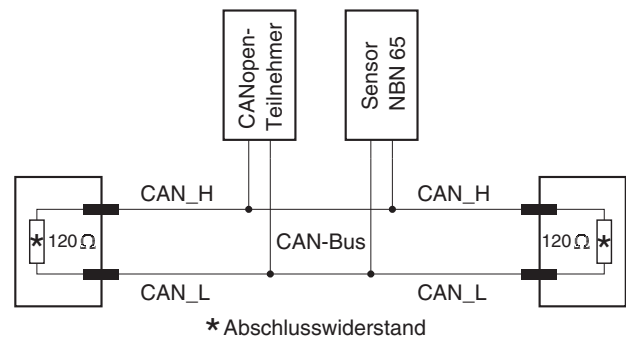 CANopen-
Teilnehmer
Sensor
NBN 65
CAN_H
CAN_H
* 120 Ω
CAN-Bus
120 Ω *
CAN_L
CAN_L
* Abschlusswiderstand